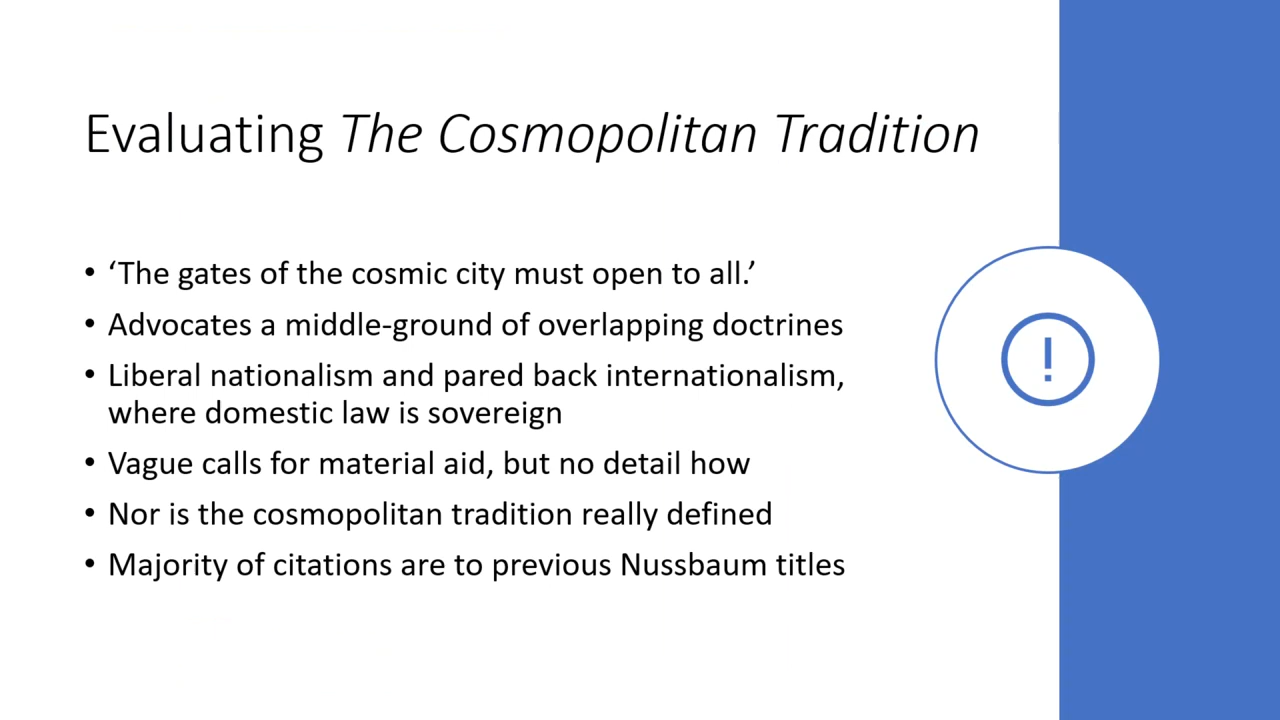 Evaluating The Cosmopolitan Tradition
• ‘The gates of the cosmic city must open to all.’
• Advocates a middle-ground of overlapping doctrines
• Liberal nationalism and pared back internationalism,
where domestic law is sovereign
• Vague calls for material aid, but no detail how
• Nor is the cosmopolitan tradition really defined
• Majority of citations are to previous Nussbaum titles
!